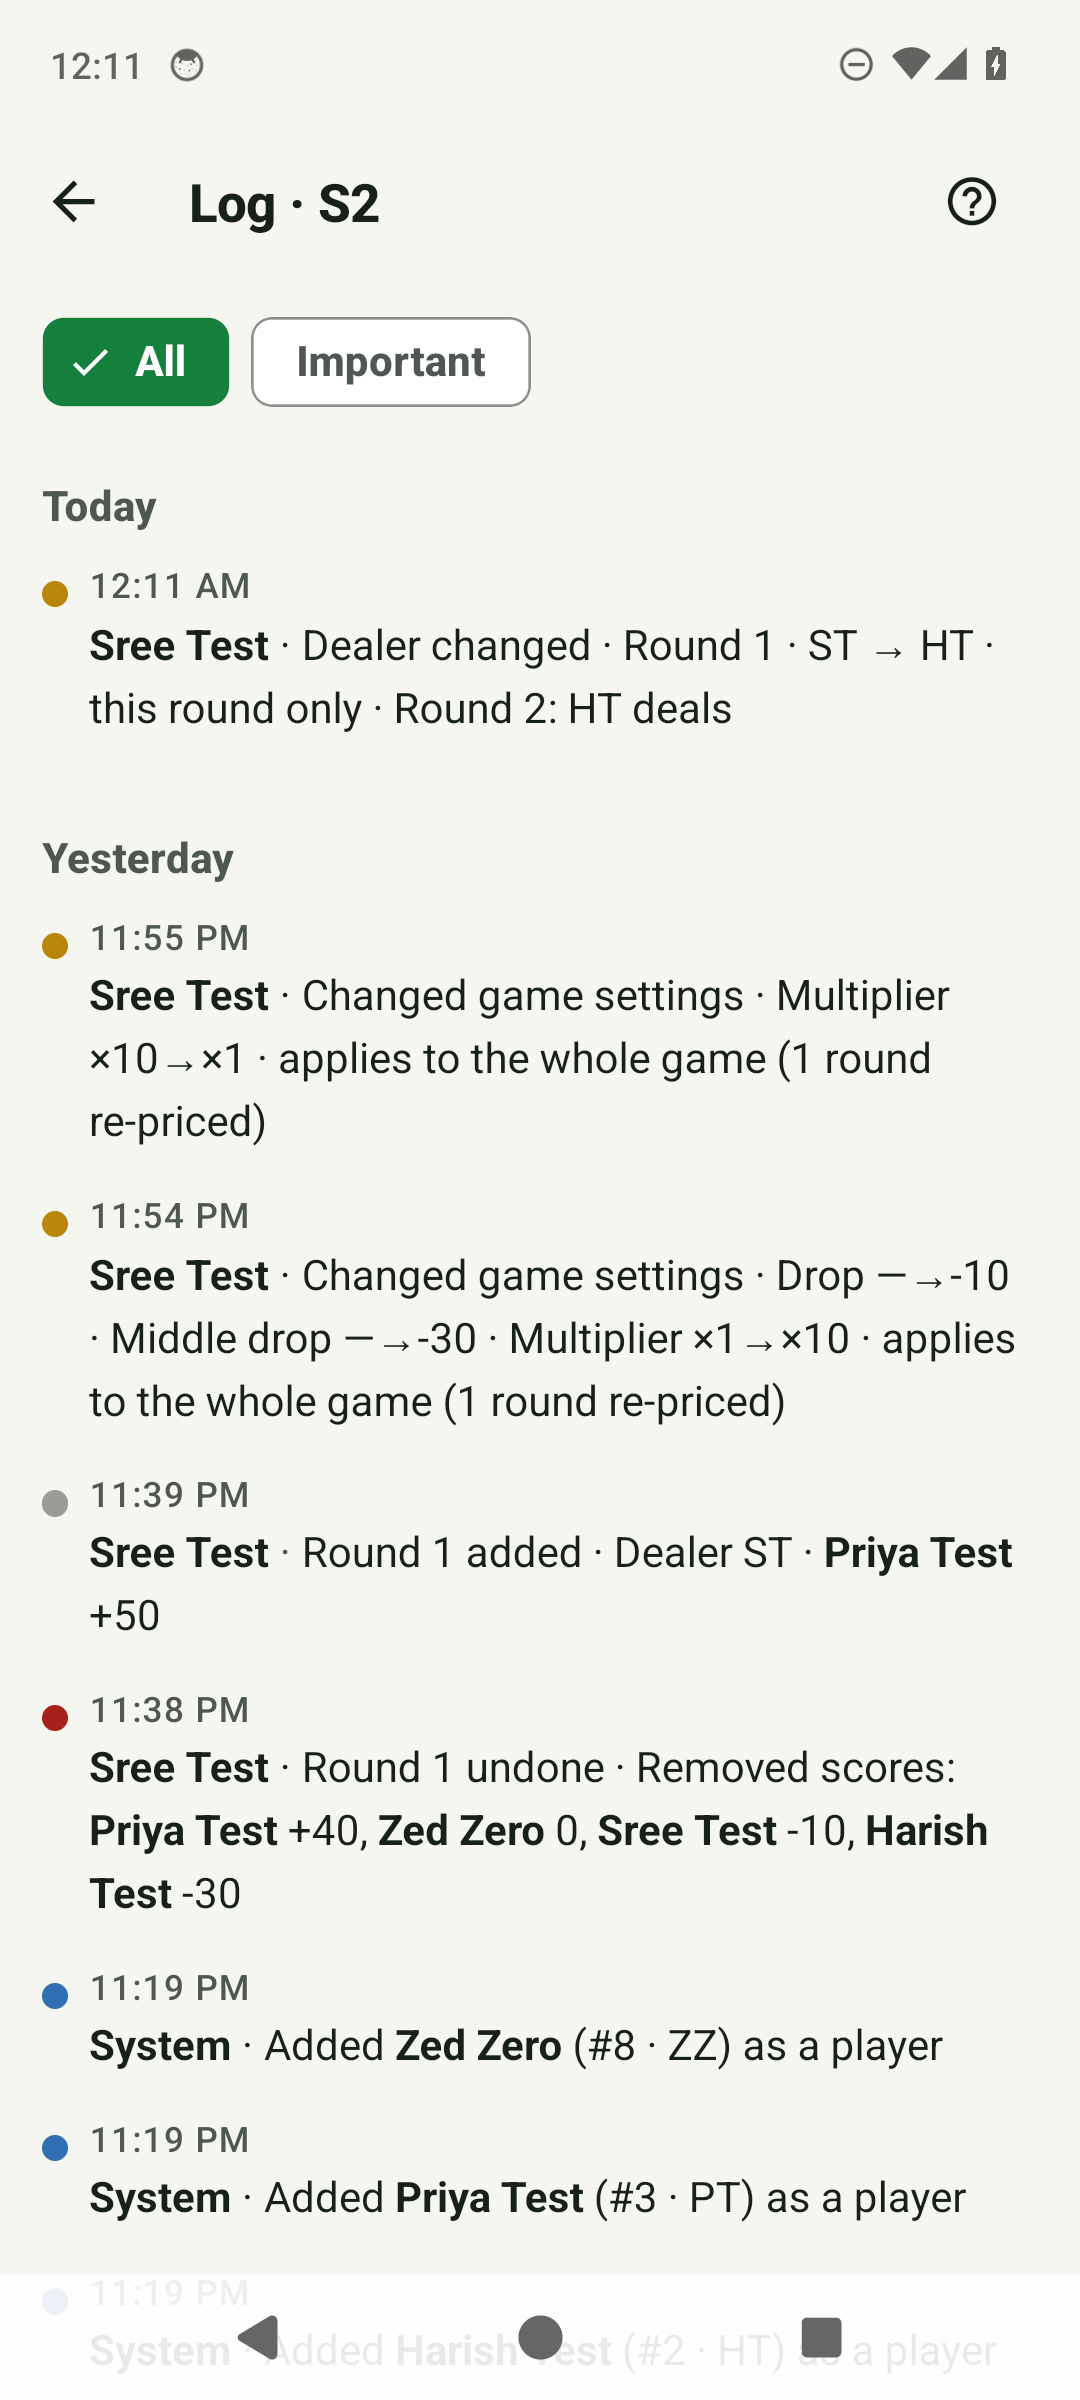 12:11
Log · S2
All
Important
Today
12:11 AM
Sree Test · Dealer changed · Round 1 · ST → HT ·
this round only · Round 2: HT deals
Yesterday
11:55 PM
Sree Test · Changed game settings · Multiplier
×10→×1 · applies to the whole game (1 round
re-priced)
11:54 PM
Sree Test · Changed game settings · Drop —→-10
· Middle drop —→-30 · Multiplier ×1→×10 · applies
to the whole game (1 round re-priced)
11:39 PM
Sree Test · Round 1 added · Dealer ST · Priya Test
+50
11:38 PM
Sree Test · Round 1 undone · Removed scores:
Priya Test +40, Zed Zero 0, Sree Test -10, Harish
Test -30
11:19 PM
System · Added Zed Zero (#8 · ZZ) as a player
11:19 PM
System · Added Priya Test (#3 · PT) as a player
11:19 PM
System · Added Harish Test (#2 · HT) as a player